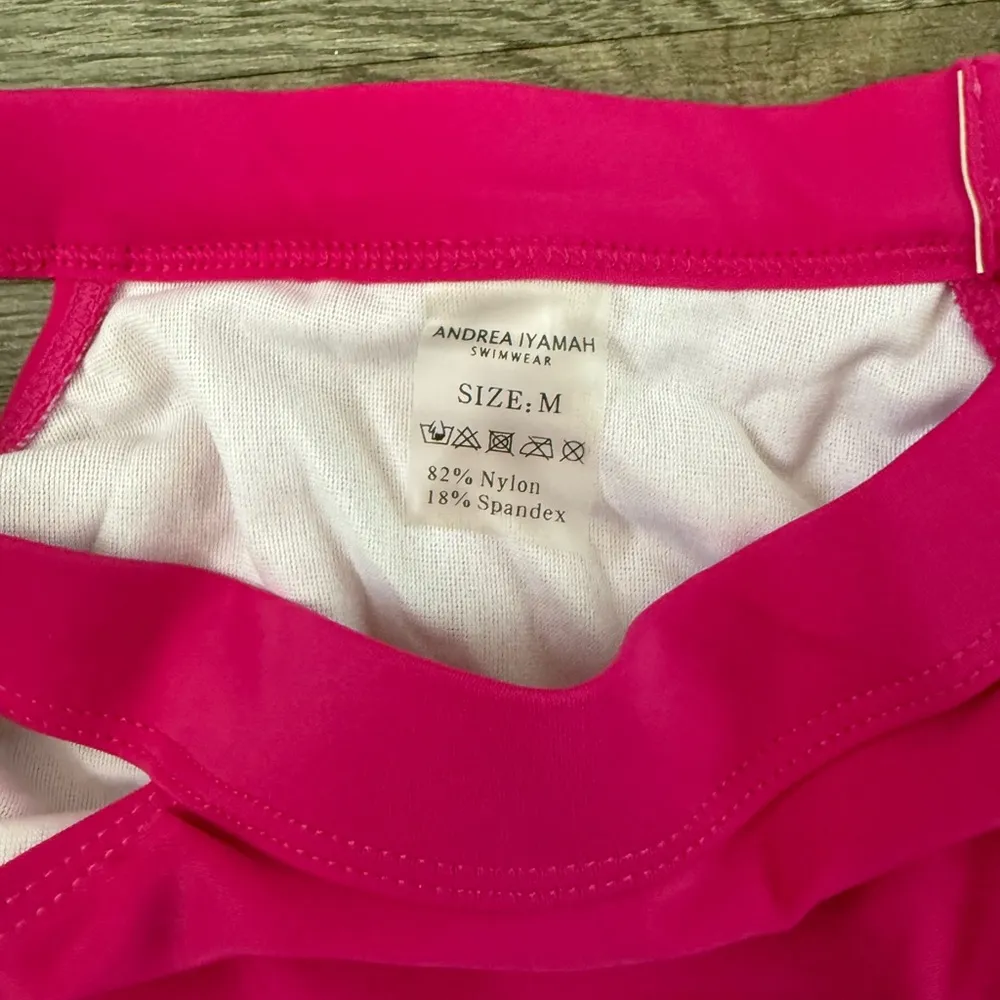 ANDREA IYAMAH
SWIMWEAR
SIZE: M
82% Nylon
18% Spandex